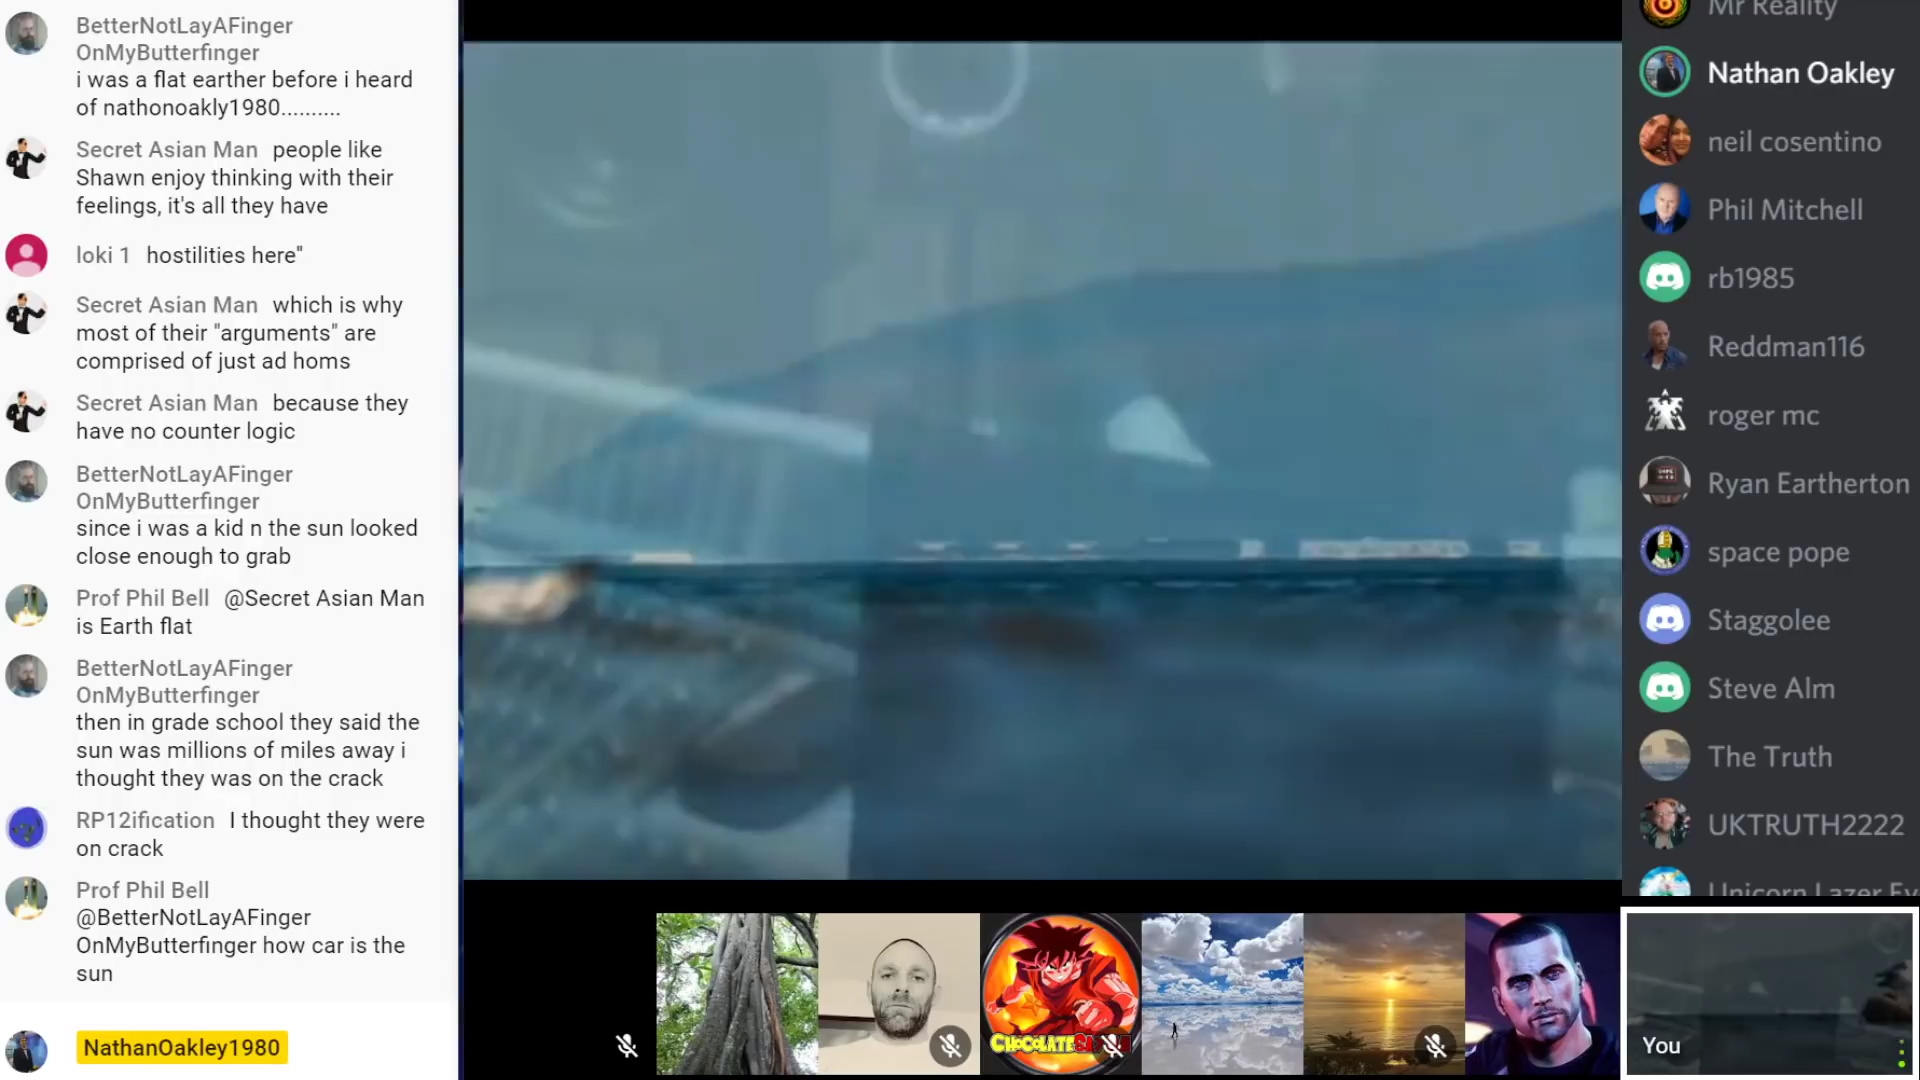 BetterNotLayAFinger
OnMyButterfinger
i was a flat earther before i heard
of nathonoakly1980..........
Secret Asian Man people like
Shawn enjoy thinking with their
feelings, it's all they have
loki 1 hostilities here"
Secret Asian Man which is why
most of their "arguments" are
comprised of just ad homs
Secret Asian Man because they
have no counter logic
BetterNotLayAFinger
OnMyButterfinger
since i was a kid n the sun looked
close enough to grab
Prof Phil Bell @Secret Asian Man
is Earth flat
BetterNotLayAFinger
OnMyButterfinger
then in grade school they said the
sun was millions of miles away i
thought they was on the crack
RP12ification I thought they were
on crack
Prof Phil Bell
@BetterNotLayAFinger
OnMyButterfinger how car is the
sun
NathanOakley1980
Mr Reality
Nathan Oakley
neil cosentino
Phil Mitchell
rb1985
Reddman116
roger mc
Ryan Eartherton
space pope
Staggolee
Steve Alm
The Truth
UKTRUTH2222
Unicorn Lazer Ey
You